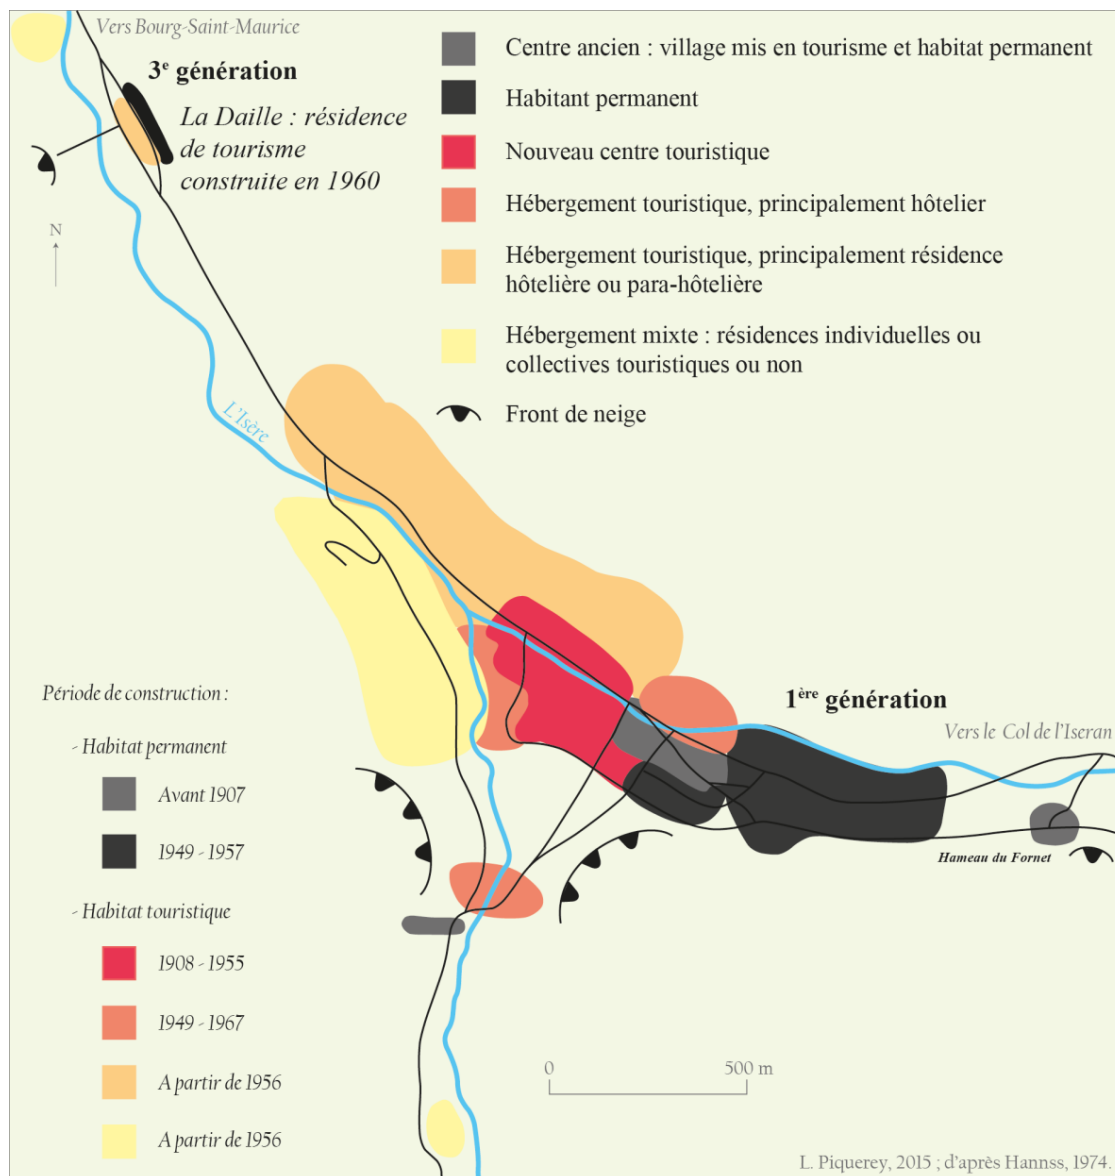 Vers Bourg-Saint-Maurice
3e génération
La Daille : résidence
de tourisme
construite en 1960
N
Centre ancien : village mis en tourisme et habitat permanent
Habitant permanent
Nouveau centre touristique
Hébergement touristique, principalement hôtelier
Hébergement touristique, principalement résidence
hôtelière ou para-hôtelière
Hébergement mixte : résidences individuelles ou
collectives touristiques ou non
Front de neige
L'Isère
1ère génération
Vers le Col de l'Iseran
Hameau du Fornet
Période de construction :
- Habitat permanent
Avant 1907
1949 - 1957
- Habitat touristique
1908 - 1955
1949 - 1967
A partir de 1956
A partir de 1956
0 500 m
L. Piquerey, 2015 ; d'après Hannss, 1974.